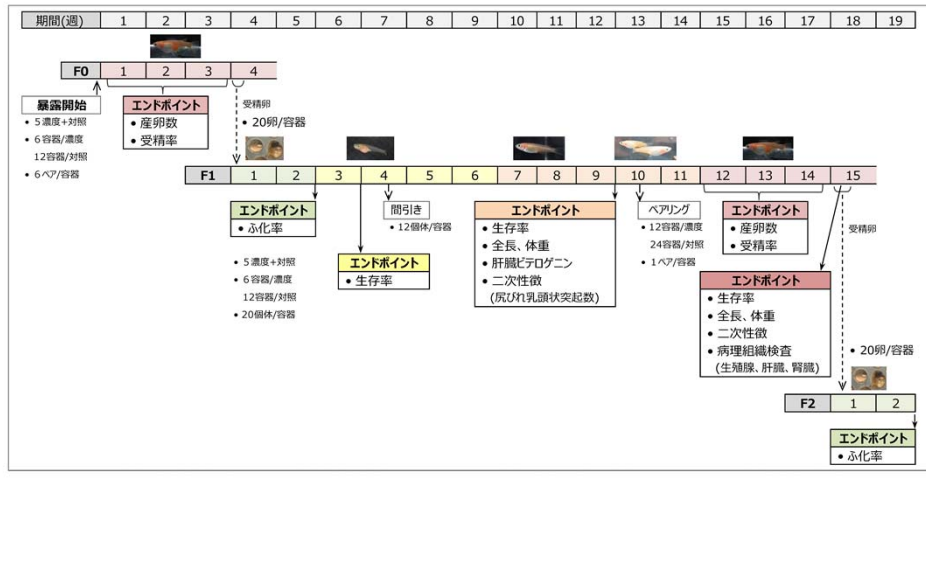 期間(週) 1 2 3 4 5 6 7 8 9 10 11 12 13 14 15 16 17 18 19
F0 1 2 3 4
暴露開始
• 5濃度+対照
• 6容器/濃度
12容器/対照
• 6ペア/容器
エンドポイント
• 産卵数
• 受精率
受精卵
• 20卵/容器
F1 1 2 3 4 5 6 7 8 9 10 11 12 13 14 15
エンドポイント
• ふ化率
• 5濃度+対照
• 6容器/濃度
12容器/対照
• 20個体/容器
エンドポイント
• 生存率
間引き
• 12個体/容器
エンドポイント
• 生存率
• 全長、体重
• 肝臓ビテロゲニン
• 二次性徴
(尻びれ乳頭状突起数)
ペアリング
• 12容器/濃度
24容器/対照
• 1ペア/容器
エンドポイント
• 産卵数
• 受精率
エンドポイント
• 生存率
• 全長、体重
• 二次性徴
• 病理組織検査
(生殖腺、肝臓、腎臓)
受精卵
• 20卵/容器
F2 1 2
エンドポイント
• ふ化率